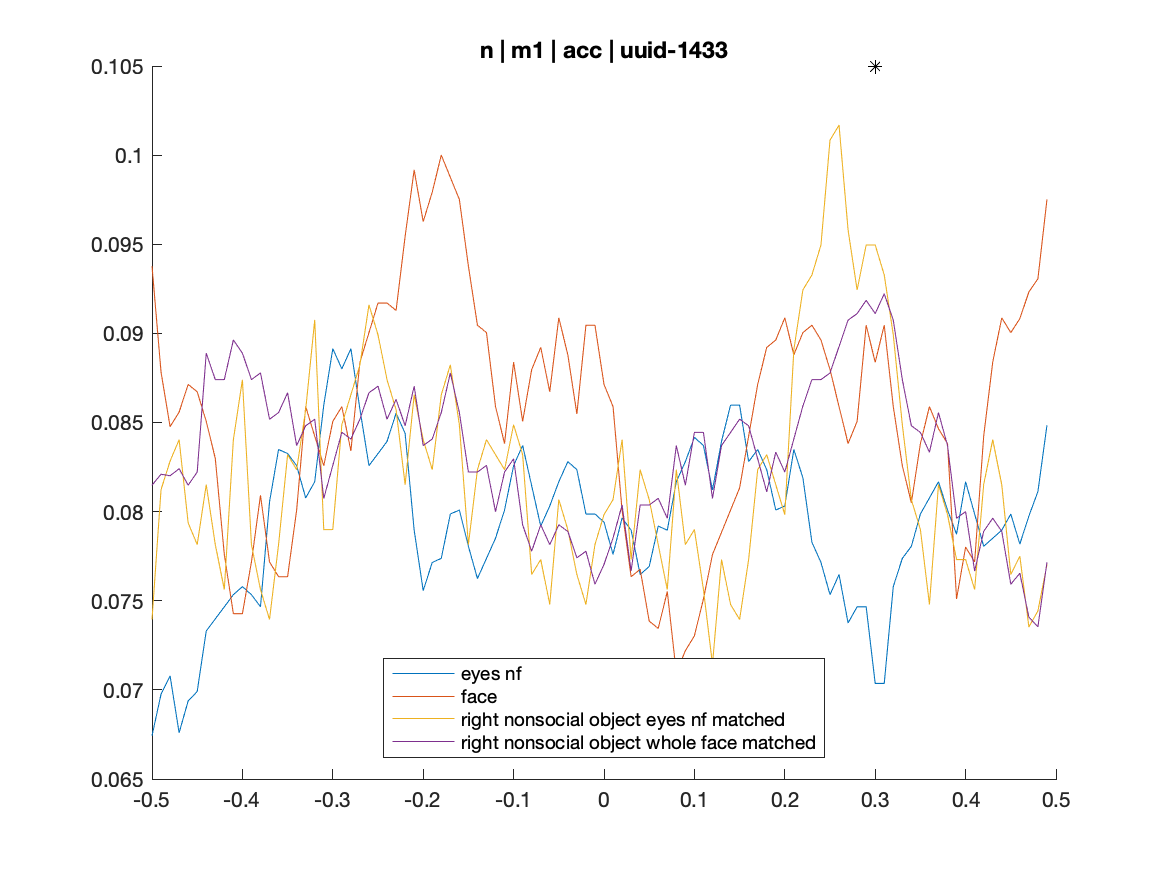 n | m1 | acc | uuid-1433
0.105
0.1
0.095
0.09
0.085
0.08
0.075
0.07
0.065
eyes nf
face
right nonsocial object eyes nf matched
right nonsocial object whole face matched
-0.5 -0.4 -0.3 -0.2 -0.1 0 0.1 0.2 0.3 0.4 0.5